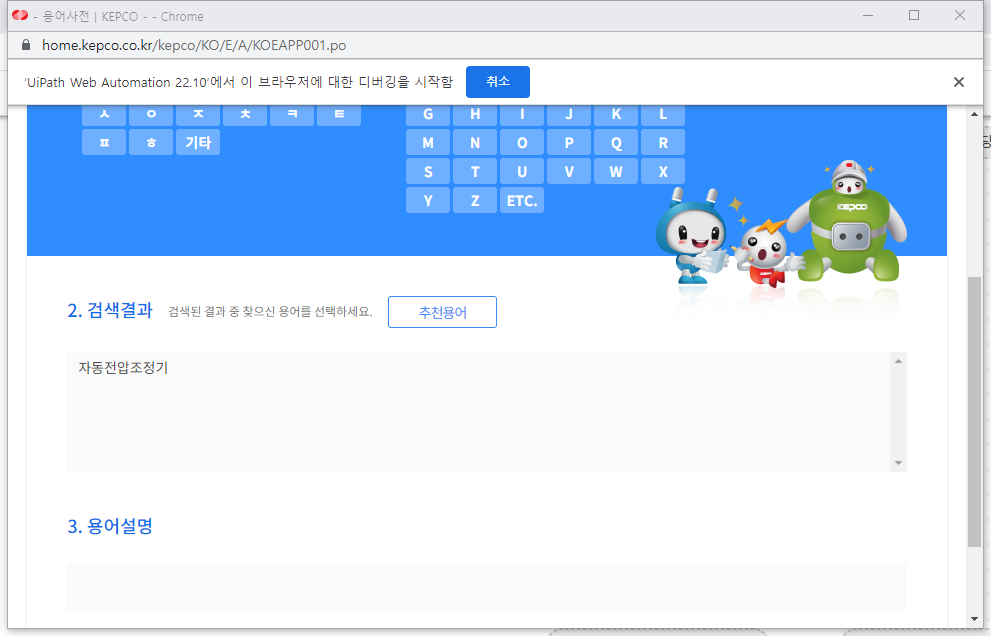 - 용어사전 | KEPCO - - Chrome
home.kepco.co.kr/kepco/KO/E/A/KOEAPP001.po
'UiPath Web Automation 22.10'에서 이 브라우저에 대한 디버깅을 시작함 취소
ㅅ ㅇ ㅈ ㅊ ㅋ ㅌ G H I J K L
ㅍ ㅎ 기타 M N O P Q R
S T U V W X
Y Z ETC.
KEPCO
KEPCO
2. 검색결과 검색된 결과 중 찾으신 용어를 선택하세요. 추천용어
자동전압조정기
3. 용어설명